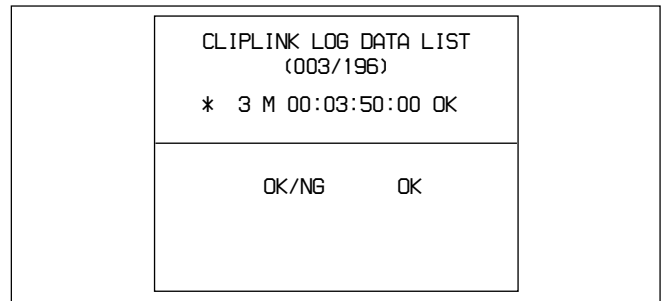 CLIPLINK LOG DATA LIST
(003/196)
* 3 M 00:03:50:00 OK
OK/NG OK